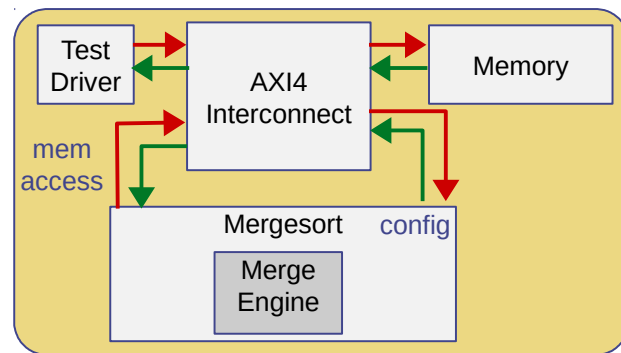 Test
Driver
AXI4
Interconnect
Memory
mem
access
Mergesort
config
Merge
Engine